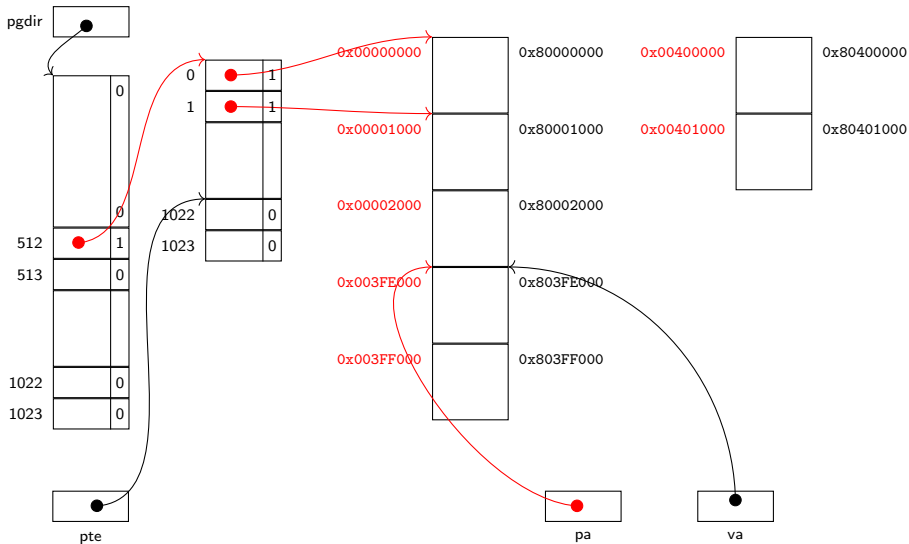 pgdir
0
0
512 1
513 0
1022 0
1023 0
0 1
1 1
1022 0
1023 0
0x00000000 0x80000000
0x00001000 0x80001000
0x00002000 0x80002000
0x003FE000 0x803FE000
0x003FF000 0x803FF000
0x00400000 0x80400000
0x00401000 0x80401000
pte
pa
va